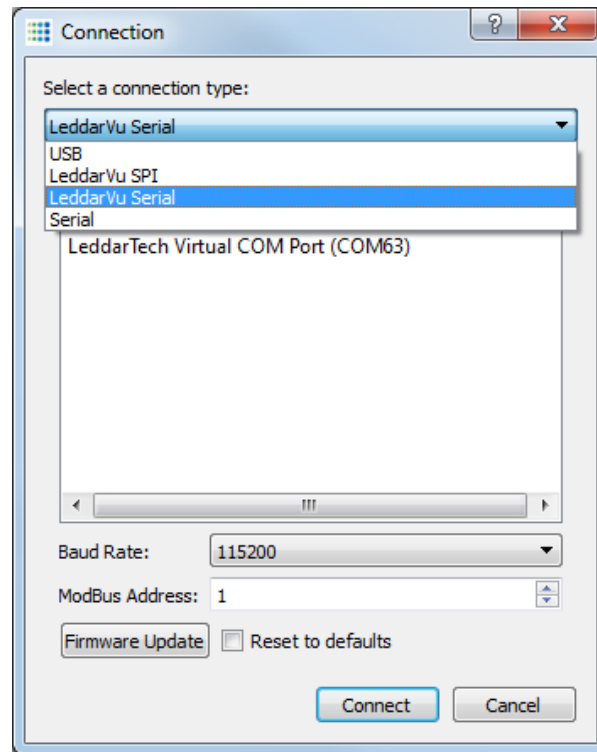 Connection
Select a connection type:
LeddarVu Serial
USB
LeddarVu SPI
LeddarVu Serial
Serial
LeddarTech Virtual COM Port (COM63)
Baud Rate: 115200
ModBus Address: 1
Firmware Update Reset to defaults
Connect Cancel